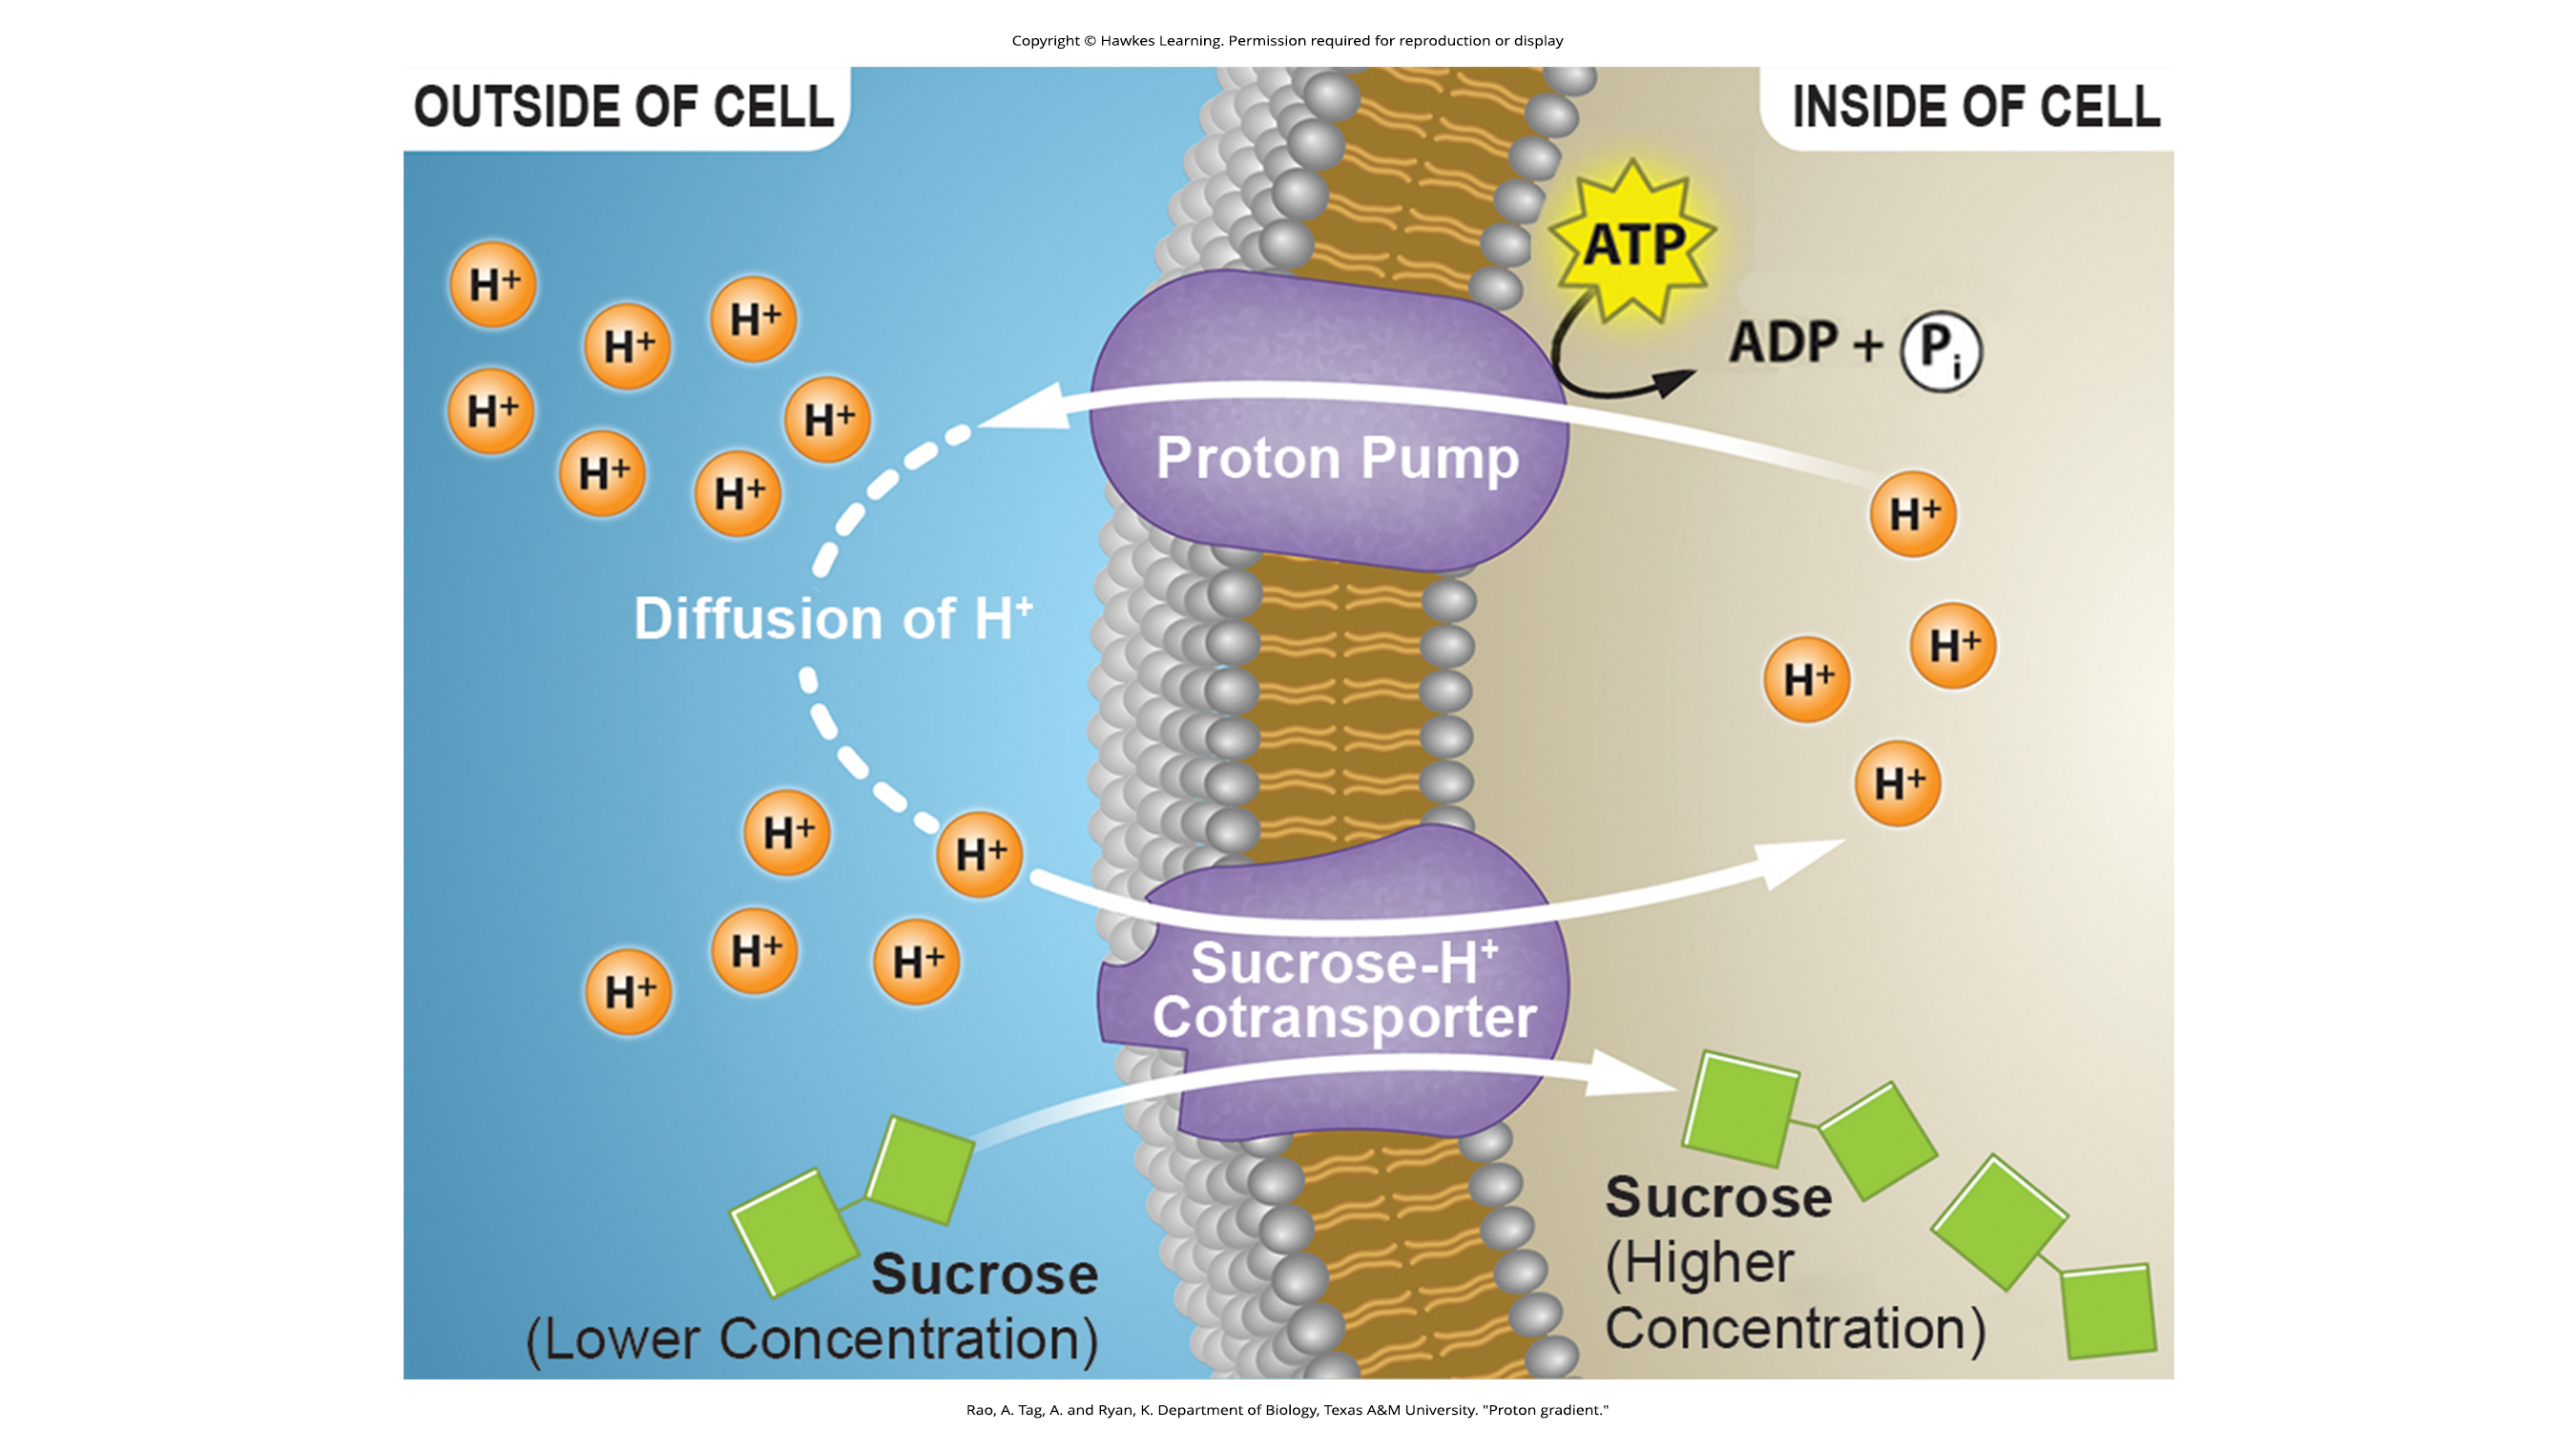 Copyright © Hawkes Learning. Permission required for reproduction or display
OUTSIDE OF CELL
INSIDE OF CELL
ATP
ADP + Pi
H+
H+
H+
H+
H+
H+
H+
Proton Pump
H+
Diffusion of H+
H+
H+
H+
H+
H+
H+
H+
H+
Sucrose-H+
Cotransporter
Sucrose
(Lower Concentration)
Sucrose
(Higher
Concentration)
Rao, A. Tag, A. and Ryan, K. Department of Biology, Texas A&M University. "Proton gradient."